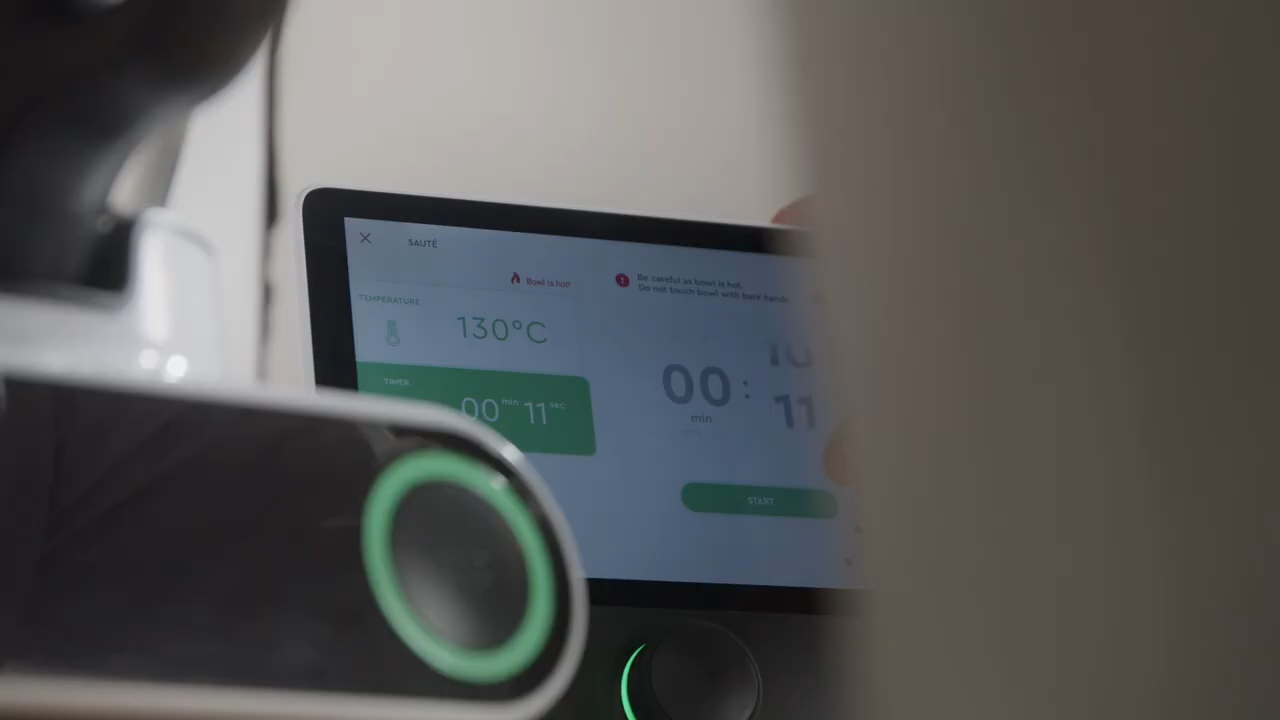 SAUTÉ
Bowl is hot!
Be careful as bowl is hot.
Do not touch bowl with bare hands
TEMPERATURE
130°C
TIMER
00 min 11 sec
10
00 : 11
min
START